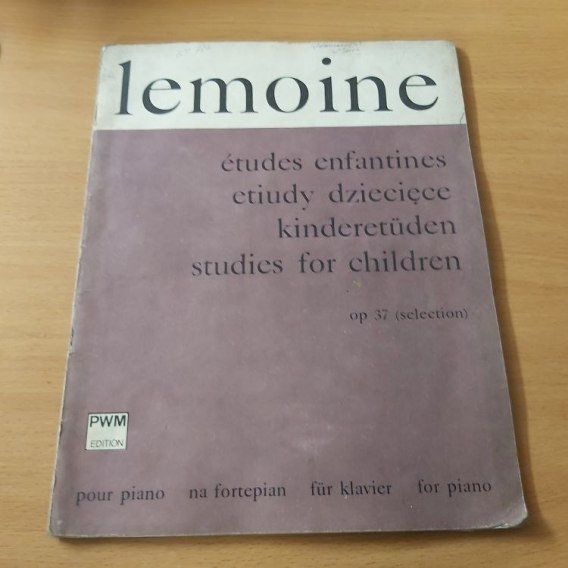 lemoine
études enfantines
etiudy dziecięce
kinderetüden
studies for children
op 37 (selection)
PWM
EDITION
pour piano na fortepian für klavier for piano